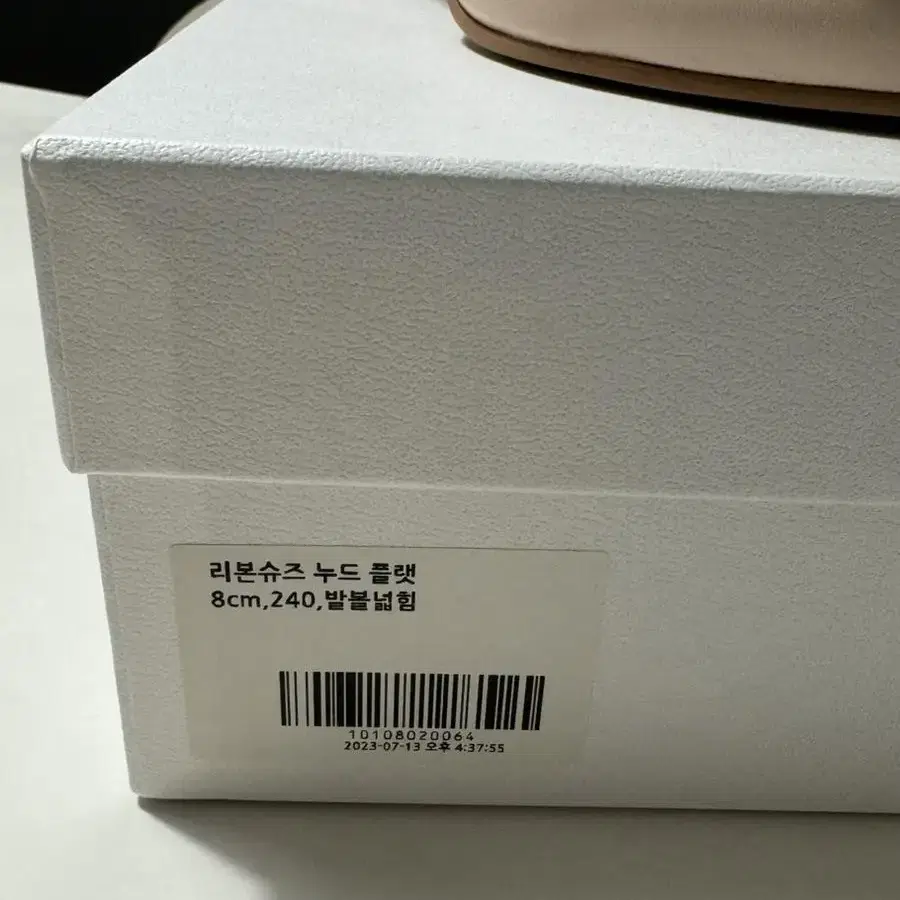 리본슈즈 누드 플랫
8cm,240,발볼넓힘
10108020064
2023-07-13 오후 4:37:55